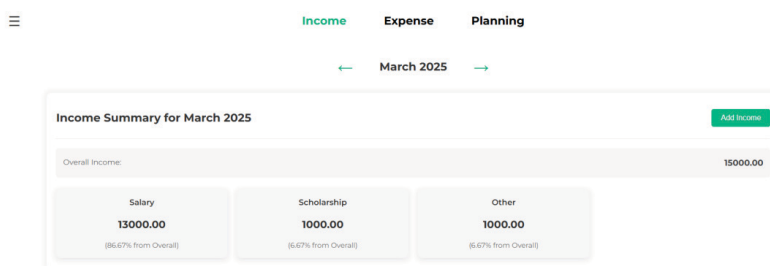 Income Expense Planning
← March 2025 →
Income Summary for March 2025
Add Income
Overall Income: 15000.00
Salary Scholarship Other
13000.00 1000.00 1000.00
(86.67% from Overall) (6.67% from Overall) (6.67% from Overall)